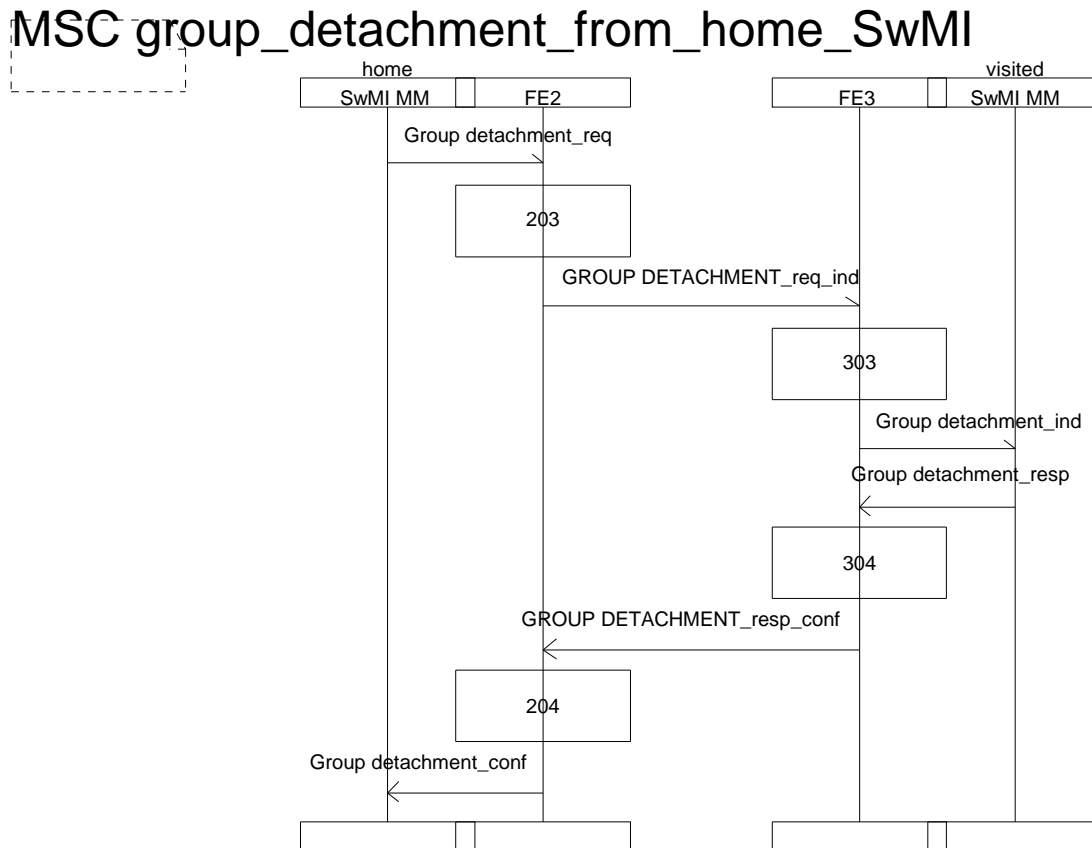 MSC group_detachment_from_home_SwMI
home
visited
SwMI MM
FE2
FE3
SwMI MM
Group detachment_req
203
GROUP DETACHMENT_req_ind
303
Group detachment_ind
Group detachment_resp
304
GROUP DETACHMENT_resp_conf
204
Group detachment_conf